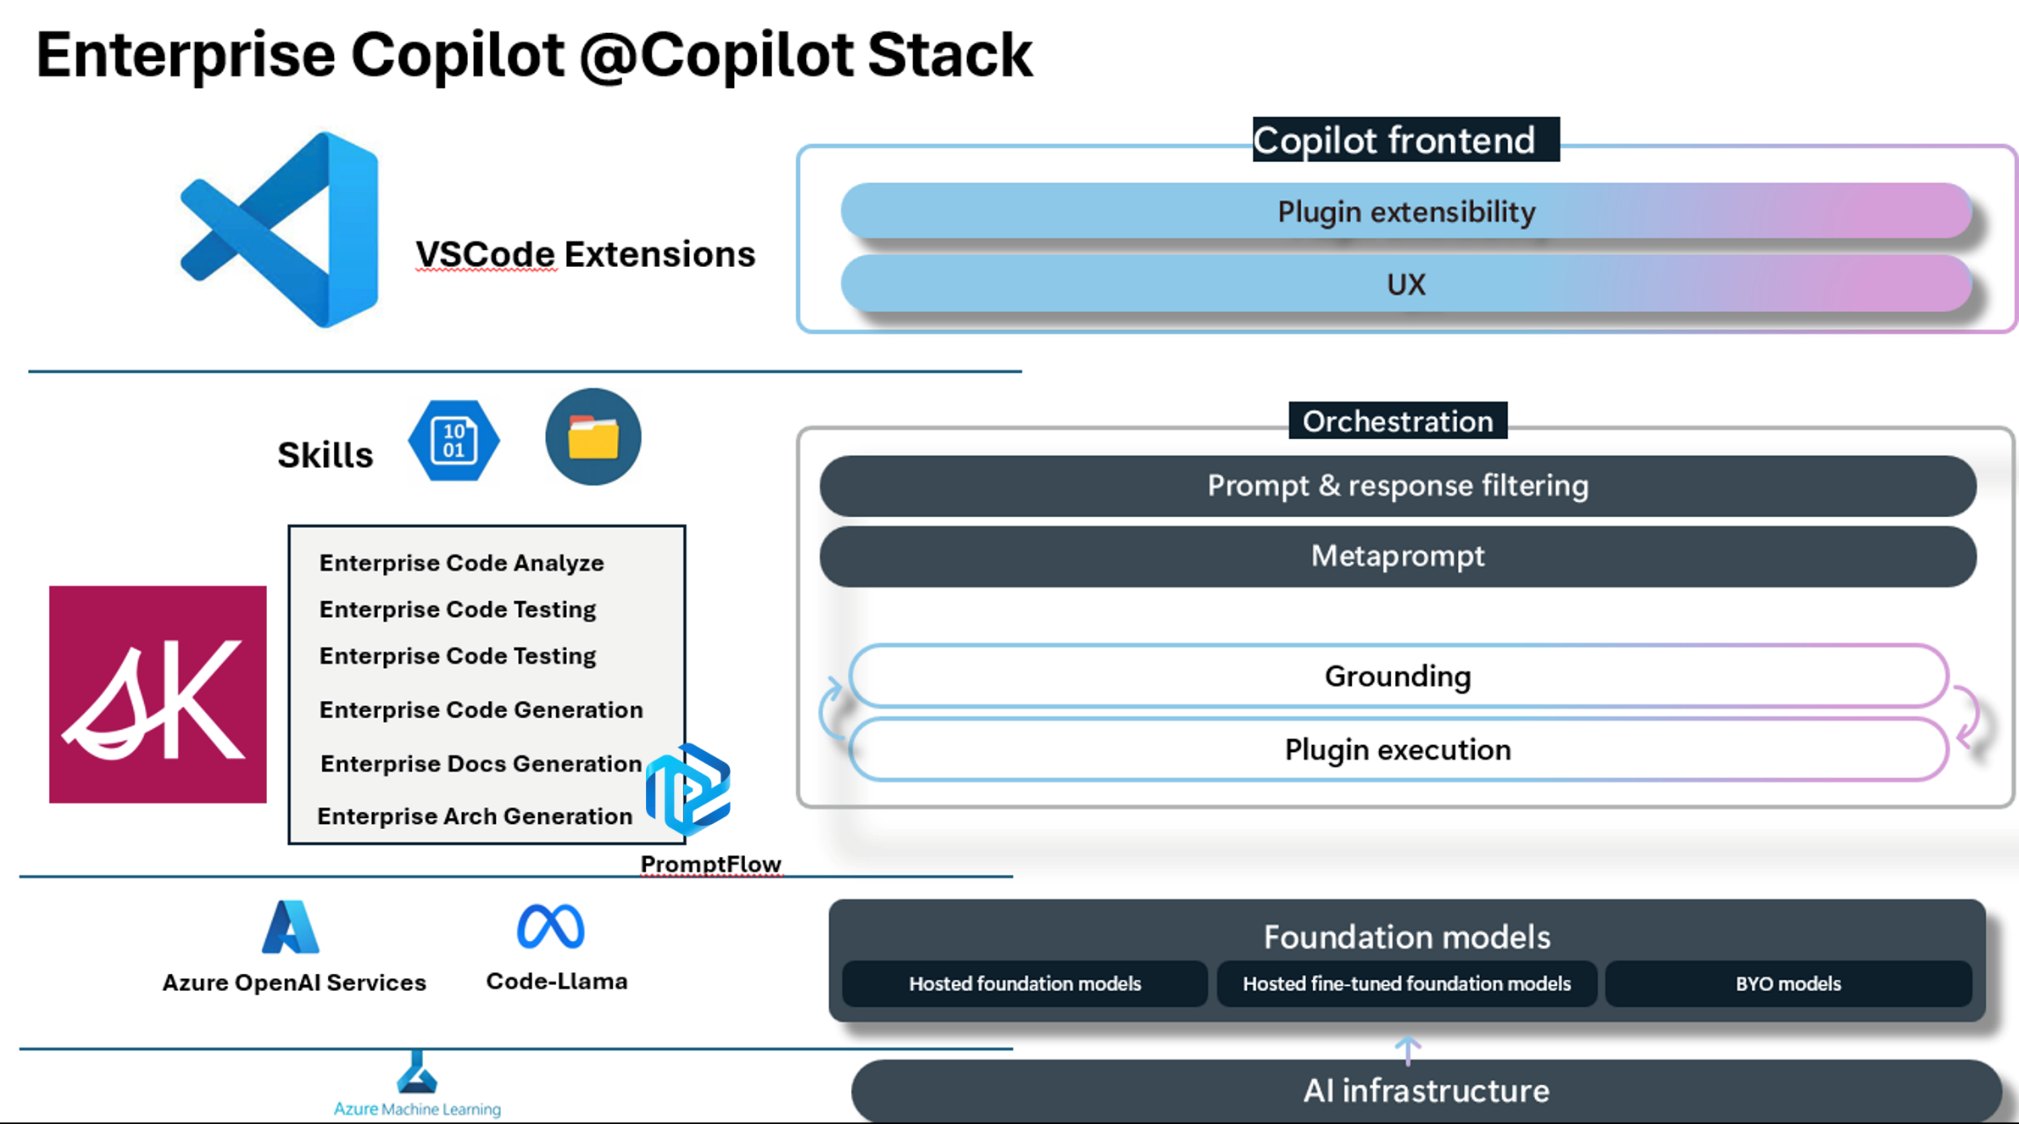 Enterprise Copilot @Copilot Stack
VSCode Extensions
Copilot frontend
Plugin extensibility
UX
Skills
10
01
sK
Enterprise Code Analyze
Enterprise Code Testing
Enterprise Code Testing
Enterprise Code Generation
Enterprise Docs Generation
Enterprise Arch Generation
PromptFlow
Orchestration
Prompt & response filtering
Metaprompt
Grounding
Plugin execution
Azure OpenAI Services
Code-Llama
Foundation models
Hosted foundation models
Hosted fine-tuned foundation models
BYO models
Azure Machine Learning
AI infrastructure